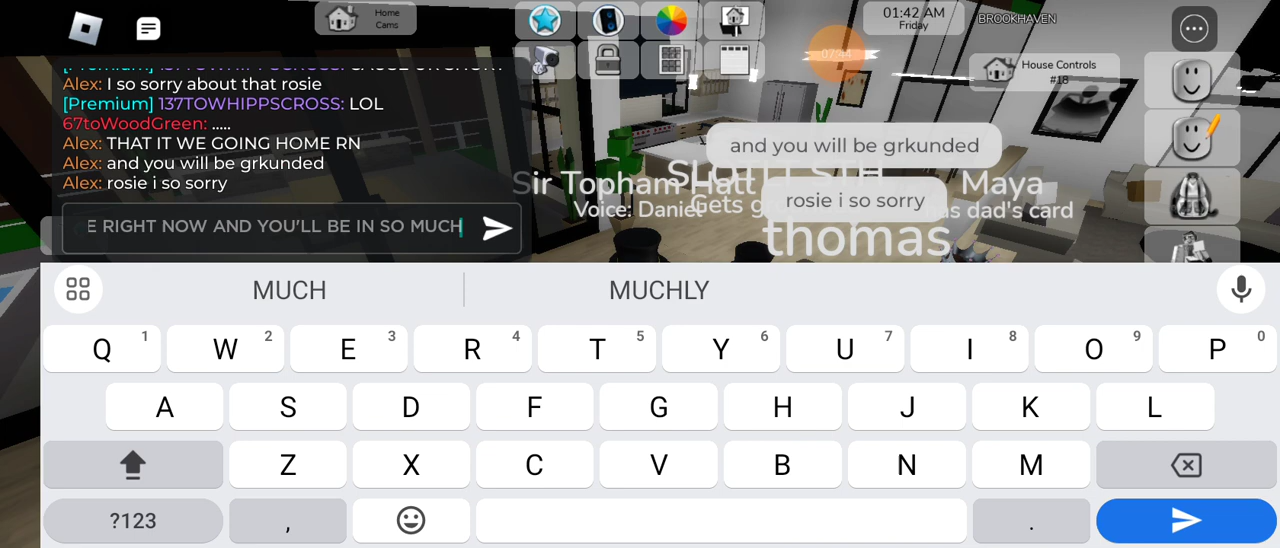 Home
Cams
01:42 AM
Friday
BROOKHAVEN
07:44
House Controls
#18
Alex: I so sorry about that rosie
[Premium] 137TOWHIPPSCROSS: LOL
67toWoodGreen: .....
Alex: THAT IT WE GOING HOME RN
Alex: and you will be grkunded
Alex: rosie i so sorry
and you will be grkunded
rosie i so sorry
Sir Topham Hatt
Voice: Daniel
Gets
Maya
dad's card
thomas
E RIGHT NOW AND YOU'LL BE IN SO MUCH
MUCH MUCHLY
Q 1 W 2 E 3 R 4 T 5 Y 6 U 7 I 8 O 9 P 0
A S D F G H J K L
Z X C V B N M
?123 , .